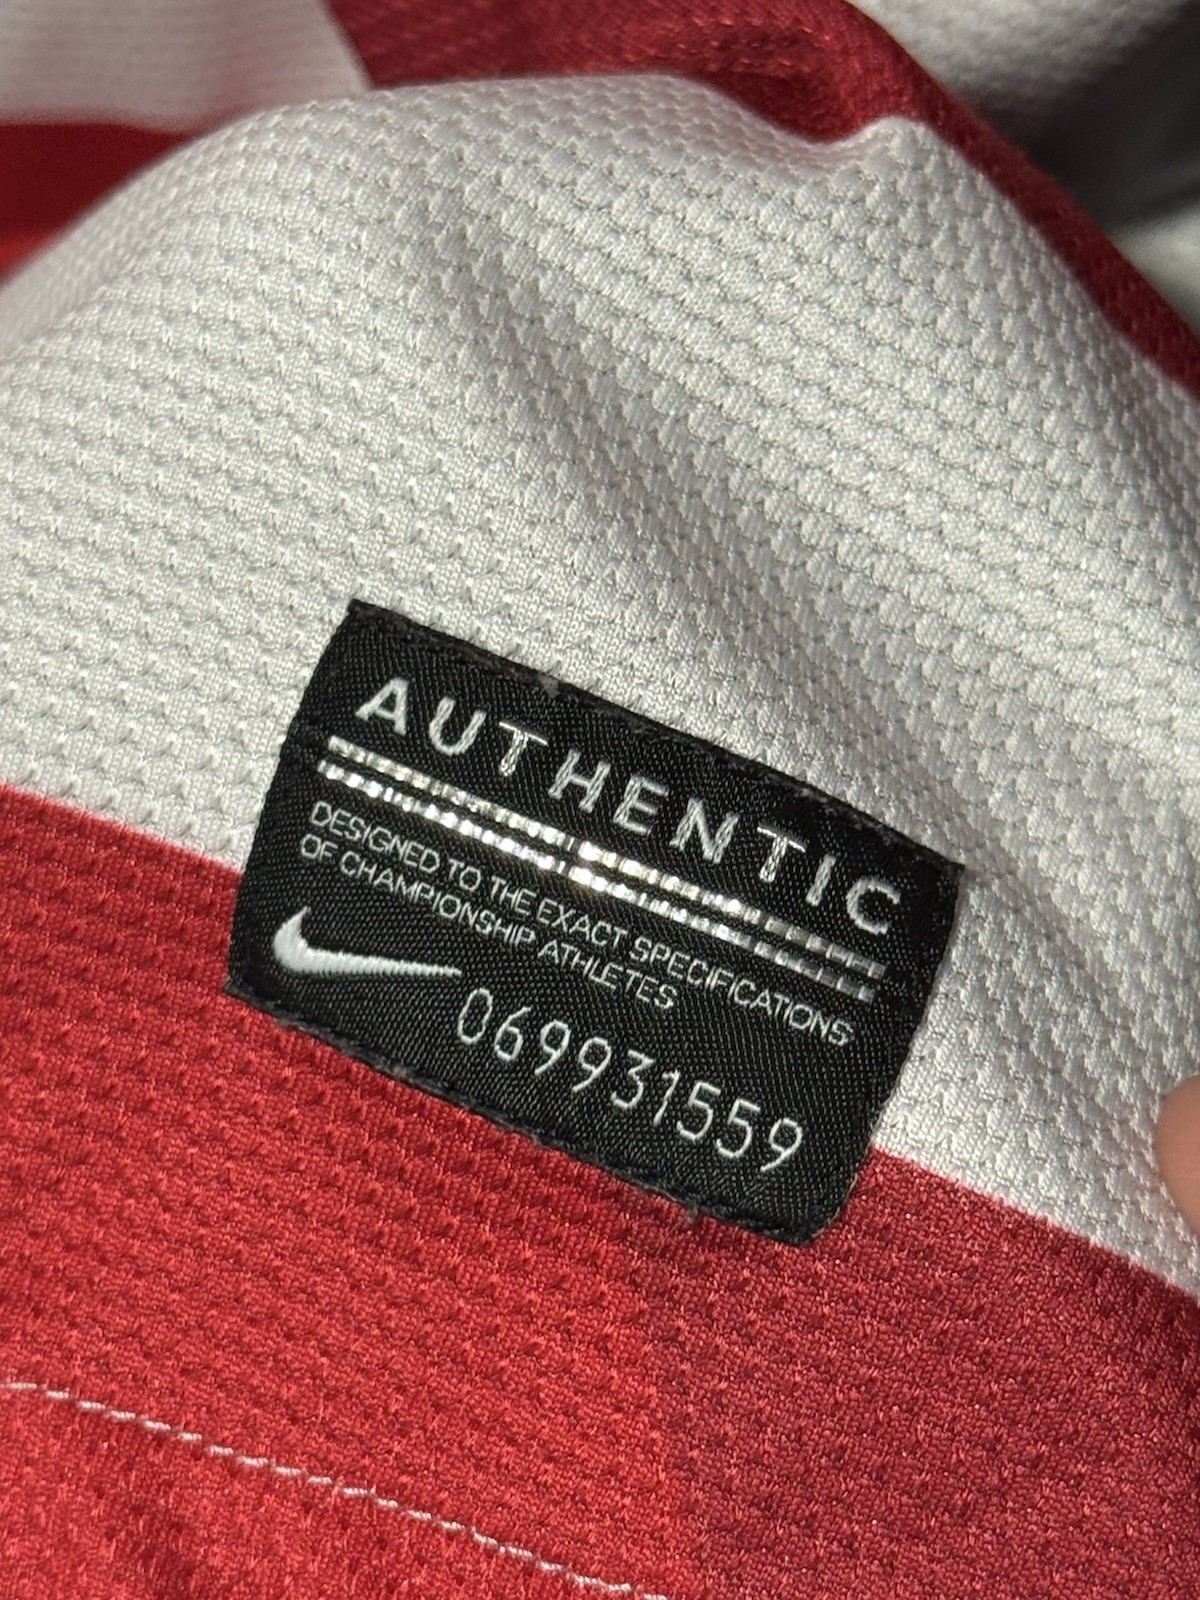 AUTHENTIC
DESIGNED TO THE EXACT SPECIFICATIONS
OF CHAMPIONSHIP ATHLETES
069931559